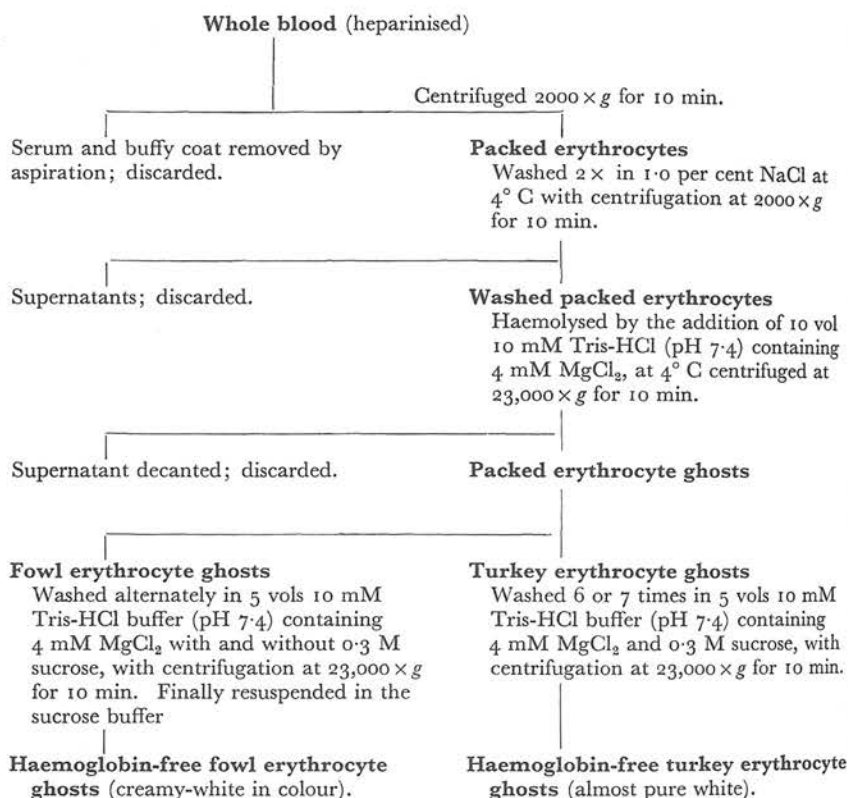 Whole blood (heparinised)
Centrifuged 2000 × g for 10 min.
Serum and buffy coat removed by
aspiration; discarded.
Packed erythrocytes
Washed 2 × in 1·0 per cent NaCl at
4° C with centrifugation at 2000 × g
for 10 min.
Supernatants; discarded.
Washed packed erythrocytes
Haemolysed by the addition of 10 vol
10 mM Tris-HCl (pH 7·4) containing
4 mM MgCl₂, at 4° C centrifuged at
23,000 × g for 10 min.
Supernatant decanted; discarded.
Packed erythrocyte ghosts
Fowl erythrocyte ghosts
Washed alternately in 5 vols 10 mM
Tris-HCl buffer (pH 7·4) containing
4 mM MgCl₂ with and without 0·3 M
sucrose, with centrifugation at 23,000 × g
for 10 min. Finally resuspended in the
sucrose buffer
Turkey erythrocyte ghosts
Washed 6 or 7 times in 5 vols 10 mM
Tris-HCl buffer (pH 7·4) containing
4 mM MgCl₂ and 0·3 M sucrose, with
centrifugation at 23,000 × g for 10 min.
Haemoglobin-free fowl erythrocyte
ghosts (creamy-white in colour).
Haemoglobin-free turkey erythrocyte
ghosts (almost pure white).